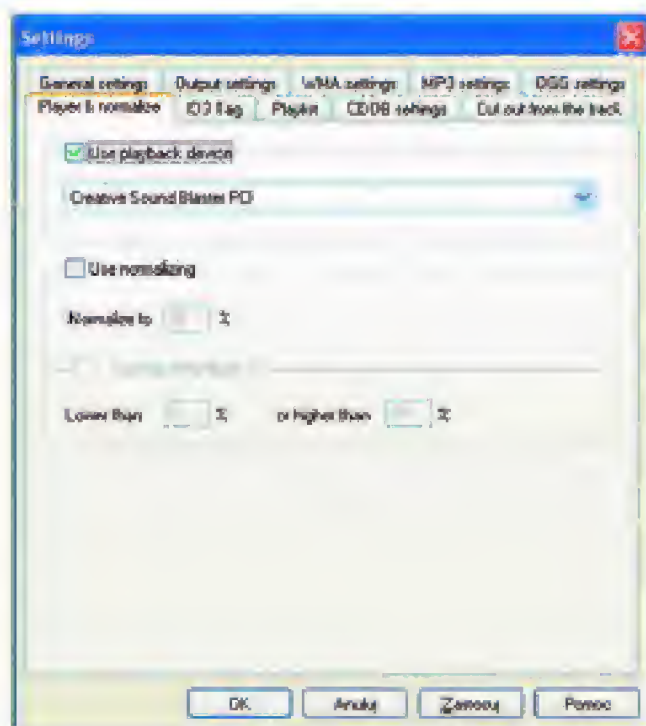 Settings
General settings Output settings WMA settings MP3 settings OGG settings
Player & normalize ID3 tag Playlist CDDB settings Cut out from the track
Use playback device
Creative Sound Blaster PCI
Use normalizing
Normalize to %
Lower than % or higher than %
OK Anuluj Zastosuj Pomoc